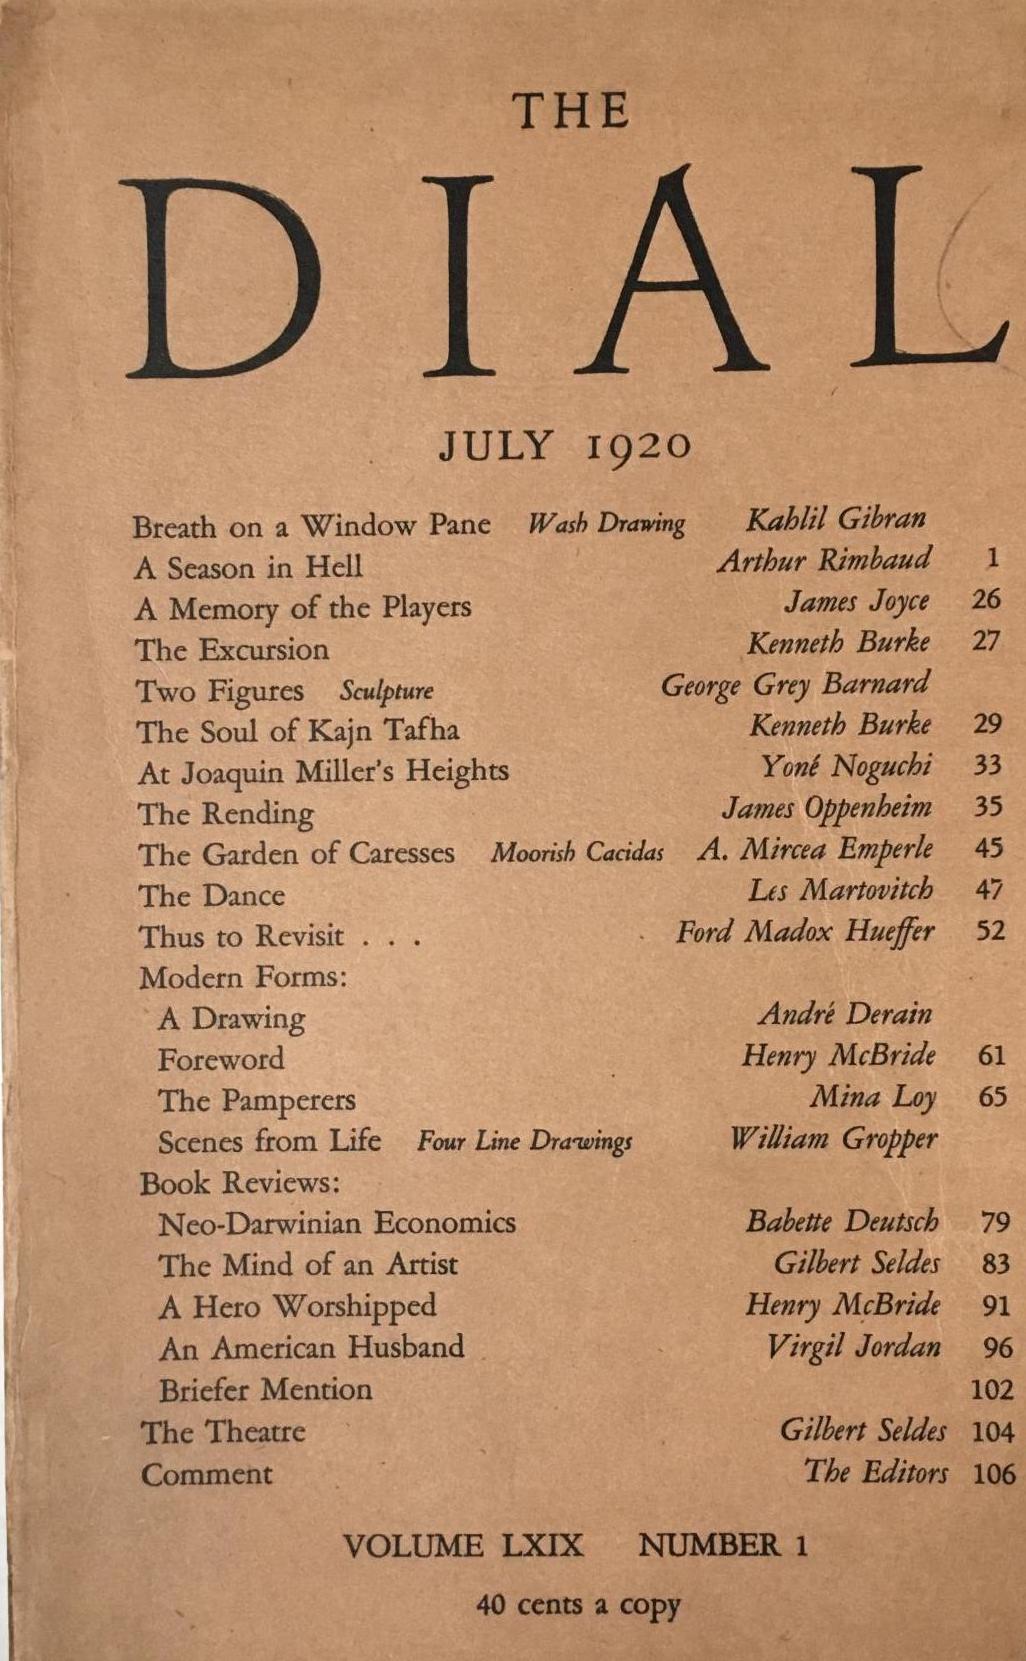 THE
DIAL
JULY 1920
Breath on a Window Pane Wash Drawing Kahlil Gibran
A Season in Hell Arthur Rimbaud 1
A Memory of the Players James Joyce 26
The Excursion Kenneth Burke 27
Two Figures Sculpture George Grey Barnard
The Soul of Kajn Tafha Kenneth Burke 29
At Joaquin Miller's Heights Yoné Noguchi 33
The Rending James Oppenheim 35
The Garden of Caresses Moorish Cacidas A. Mircea Emperle 45
The Dance Les Martovitch 47
Thus to Revisit . . . Ford Madox Hueffer 52
Modern Forms:
A Drawing André Derain
Foreword Henry McBride 61
The Pamperers Mina Loy 65
Scenes from Life Four Line Drawings William Gropper
Book Reviews:
Neo-Darwinian Economics Babette Deutsch 79
The Mind of an Artist Gilbert Seldes 83
A Hero Worshipped Henry McBride 91
An American Husband Virgil Jordan 96
Briefer Mention 102
The Theatre Gilbert Seldes 104
Comment The Editors 106
VOLUME LXIX NUMBER 1
40 cents a copy